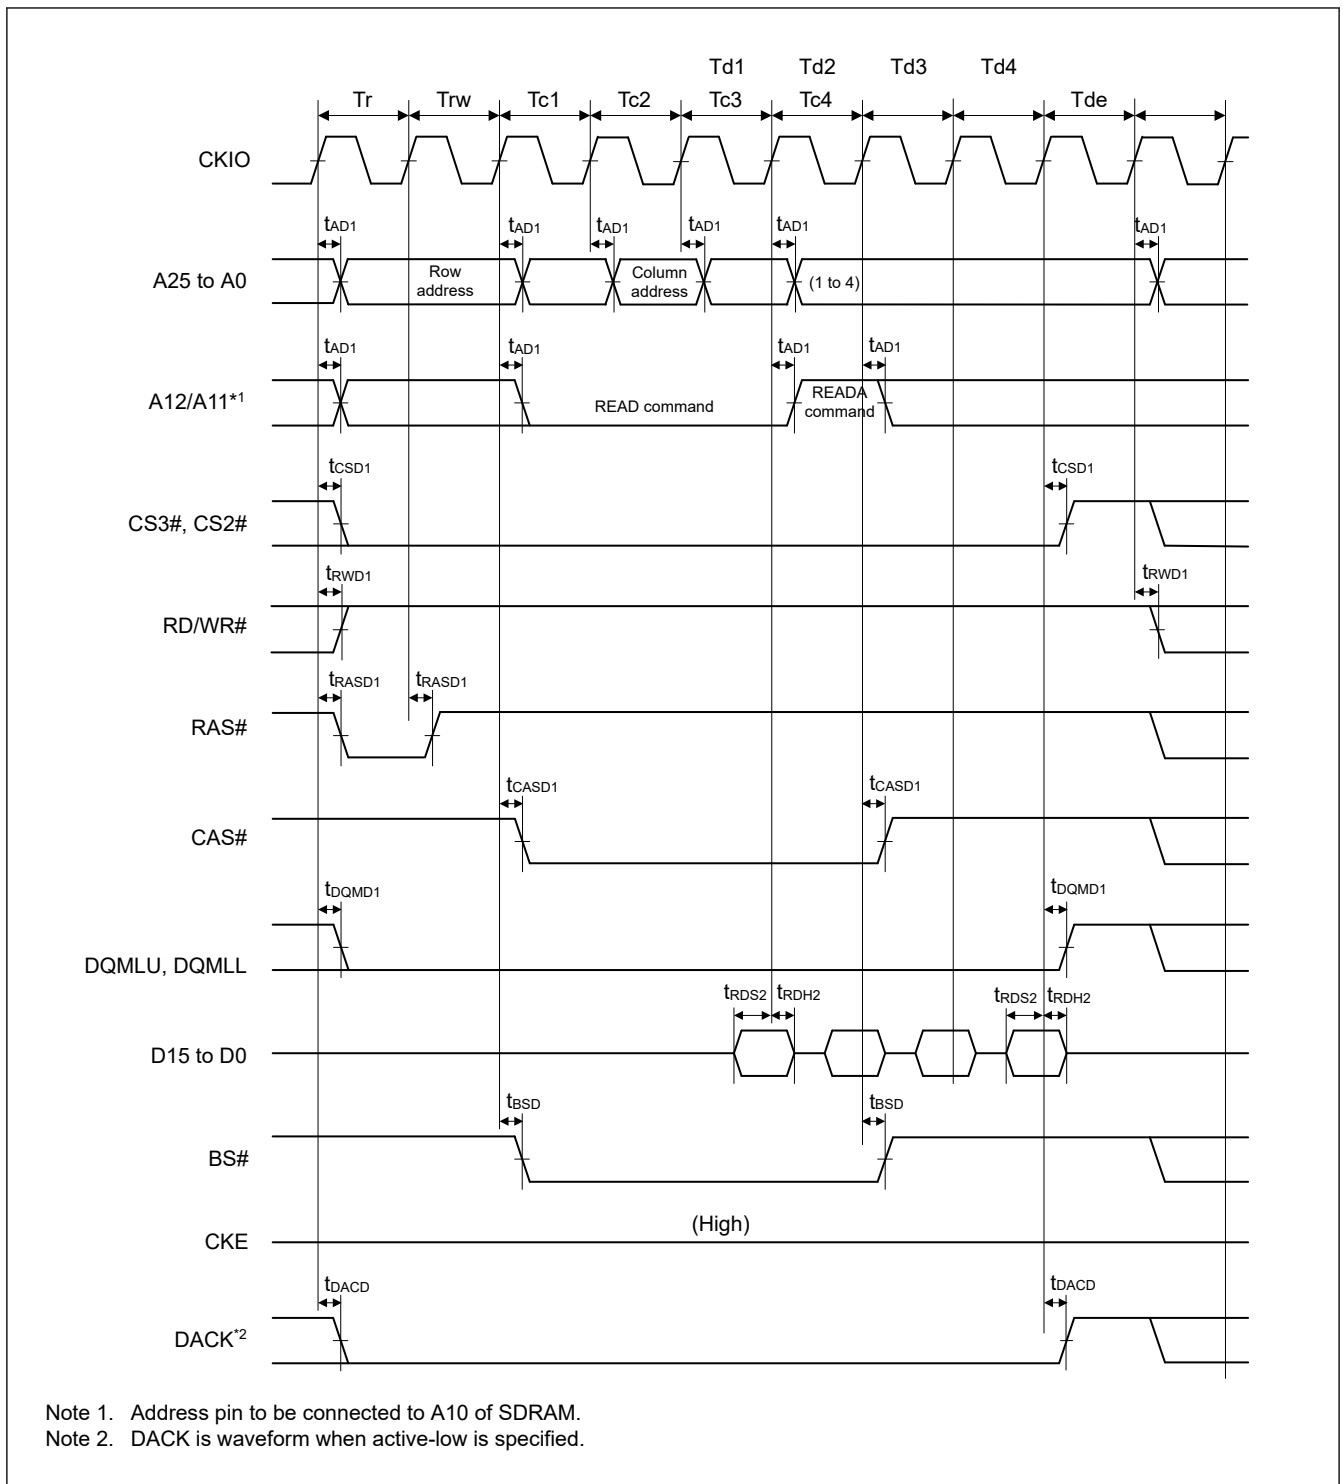 Td1 Td2 Td3 Td4
Tr Trw Tc1 Tc2 Tc3 Tc4 Tde
CKIO
tAD1 tAD1 tAD1 tAD1 tAD1 tAD1
A25 to A0
Row address
Column address
(1 to 4)
tAD1 tAD1 tAD1 tAD1
A12/A11*1
READ command
READA command
tCSD1 tCSD1
CS3#, CS2#
tRWD1 tRWD1
RD/WR#
tRASD1 tRASD1
RAS#
tCASD1 tCASD1
CAS#
tDQMD1 tDQMD1
DQMLU, DQMLL
tRDS2 tRDH2 tRDS2 tRDH2
D15 to D0
tBSD tBSD
BS#
(High)
CKE
tDACD tDACD
DACK*2
Note 1. Address pin to be connected to A10 of SDRAM.
Note 2. DACK is waveform when active-low is specified.